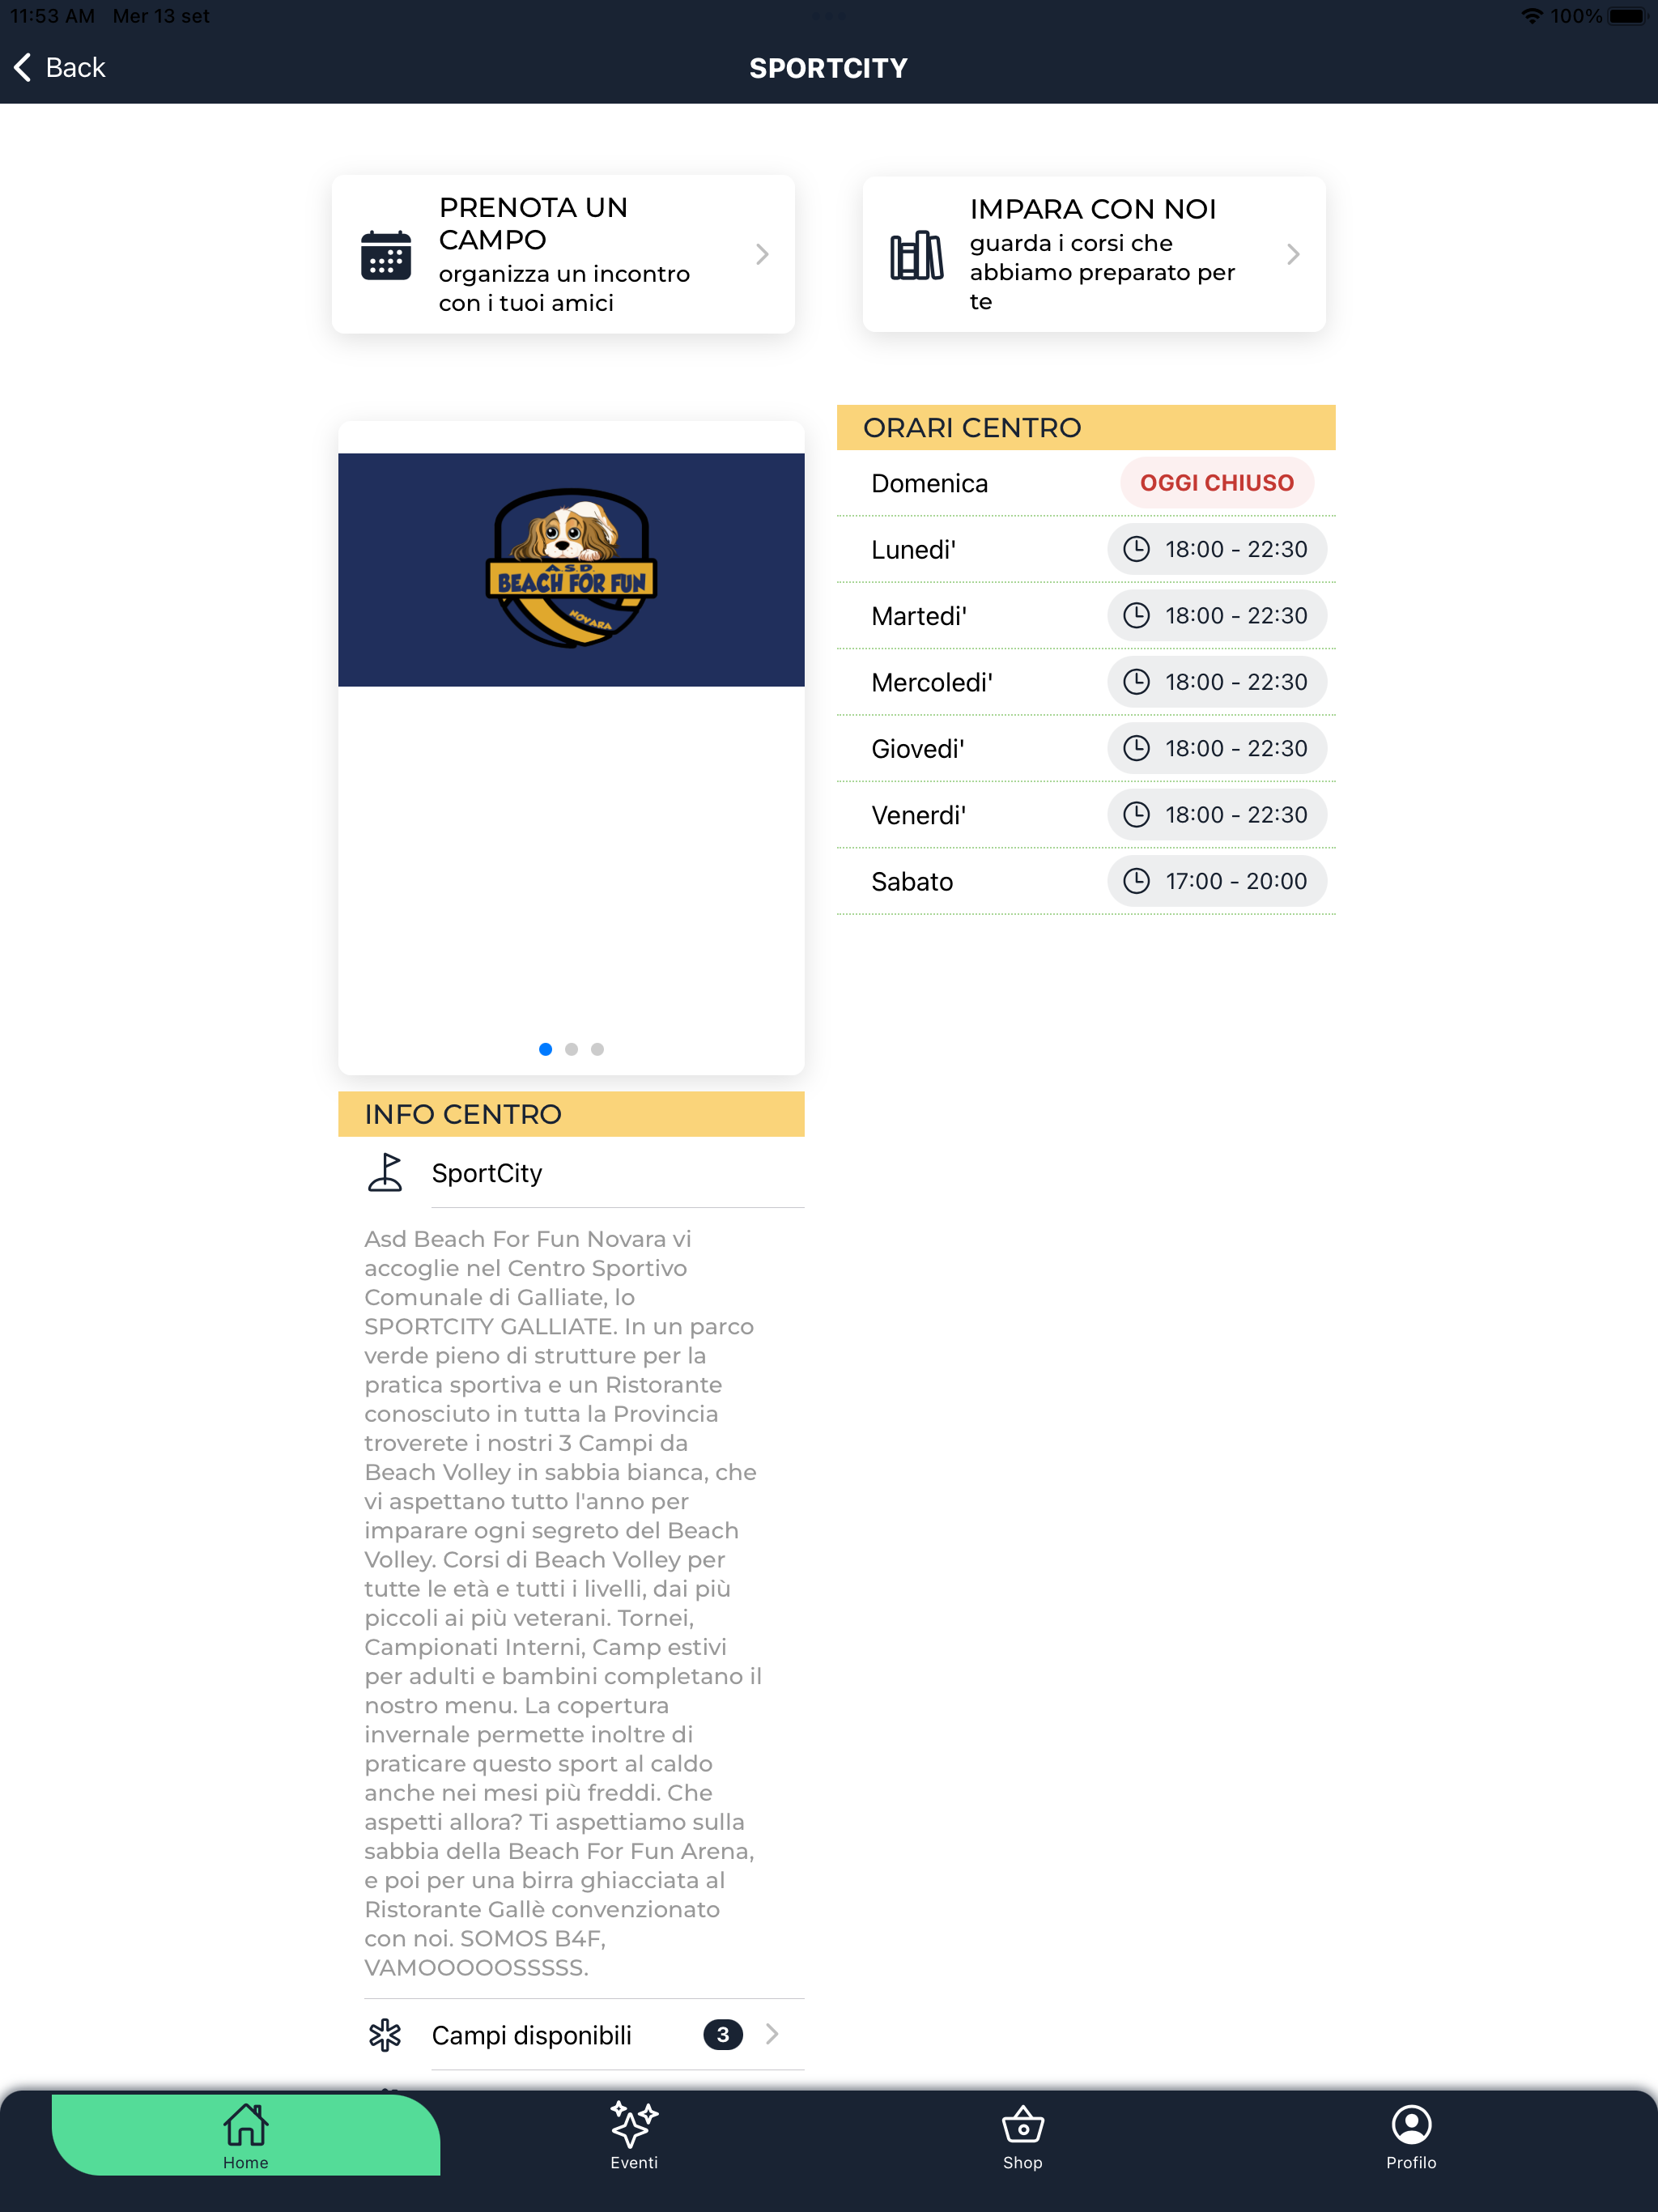 11:53 AM Mer 13 set
100%
Back
SPORTCITY
PRENOTA UN
CAMPO
organizza un incontro
con i tuoi amici
IMPARA CON NOI
guarda i corsi che
abbiamo preparato per
te
A.S.D.
BEACH FOR FUN
NOVARA
ORARI CENTRO
Domenica OGGI CHIUSO
Lunedi' 18:00 - 22:30
Martedi' 18:00 - 22:30
Mercoledi' 18:00 - 22:30
Giovedi' 18:00 - 22:30
Venerdi' 18:00 - 22:30
Sabato 17:00 - 20:00
INFO CENTRO
SportCity
Asd Beach For Fun Novara vi
accoglie nel Centro Sportivo
Comunale di Galliate, lo
SPORTCITY GALLIATE. In un parco
verde pieno di strutture per la
pratica sportiva e un Ristorante
conosciuto in tutta la Provincia
troverete i nostri 3 Campi da
Beach Volley in sabbia bianca, che
vi aspettano tutto l'anno per
imparare ogni segreto del Beach
Volley. Corsi di Beach Volley per
tutte le età e tutti i livelli, dai più
piccoli ai più veterani. Tornei,
Campionati Interni, Camp estivi
per adulti e bambini completano il
nostro menu. La copertura
invernale permette inoltre di
praticare questo sport al caldo
anche nei mesi più freddi. Che
aspetti allora? Ti aspettiamo sulla
sabbia della Beach For Fun Arena,
e poi per una birra ghiacciata al
Ristorante Gallè convenzionato
con noi. SOMOS B4F,
VAMOOOOOSSSSS.
Campi disponibili 3
Home
Eventi
Shop
Profilo